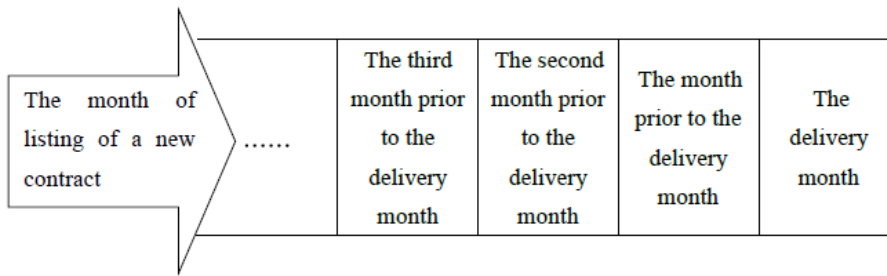 The month of
listing of a new
contract
......
The third
month prior
to the
delivery
month
The second
month prior
to the
delivery
month
The month
prior to the
delivery
month
The
delivery
month